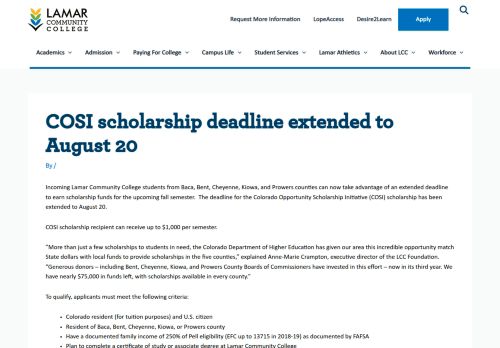 LAMAR
COMMUNITY
COLLEGE
Request More Information
LopeAccess
Desire2Learn
Apply
Academics
Admission
Paying For College
Campus Life
Student Services
Lamar Athletics
About LCC
Workforce
COSI scholarship deadline extended to
August 20
By /
Incoming Lamar Community College students from Baca, Bent, Cheyenne, Kiowa, and Prowers counties can now take advantage of an extended deadline
to earn scholarship funds for the upcoming fall semester.  The deadline for the Colorado Opportunity Scholarship Initiative (COSI) scholarship has been
extended to August 20.
COSI scholarship recipient can receive up to $1,000 per semester.
"More than just a few scholarships to students in need, the Colorado Department of Higher Education has given our area this incredible opportunity match
State dollars with local funds to provide scholarships in the five counties," explained Anne-Marie Crampton, executive director of the LCC Foundation.
"Generous donors – including Bent, Cheyenne, Kiowa, and Prowers County Boards of Commissioners have invested in this effort – now in its third year. We
have nearly $75,000 in funds left, with scholarships available in every county."
To qualify, applicants must meet the following criteria:
• Colorado resident (for tuition purposes) and U.S. citizen
• Resident of Baca, Bent, Cheyenne, Kiowa, or Prowers county
• Have a documented family income of 250% of Pell eligibility (EFC up to 13715 in 2018-19) as documented by FAFSA
• Plan to complete a certificate of study or associate degree at Lamar Community College